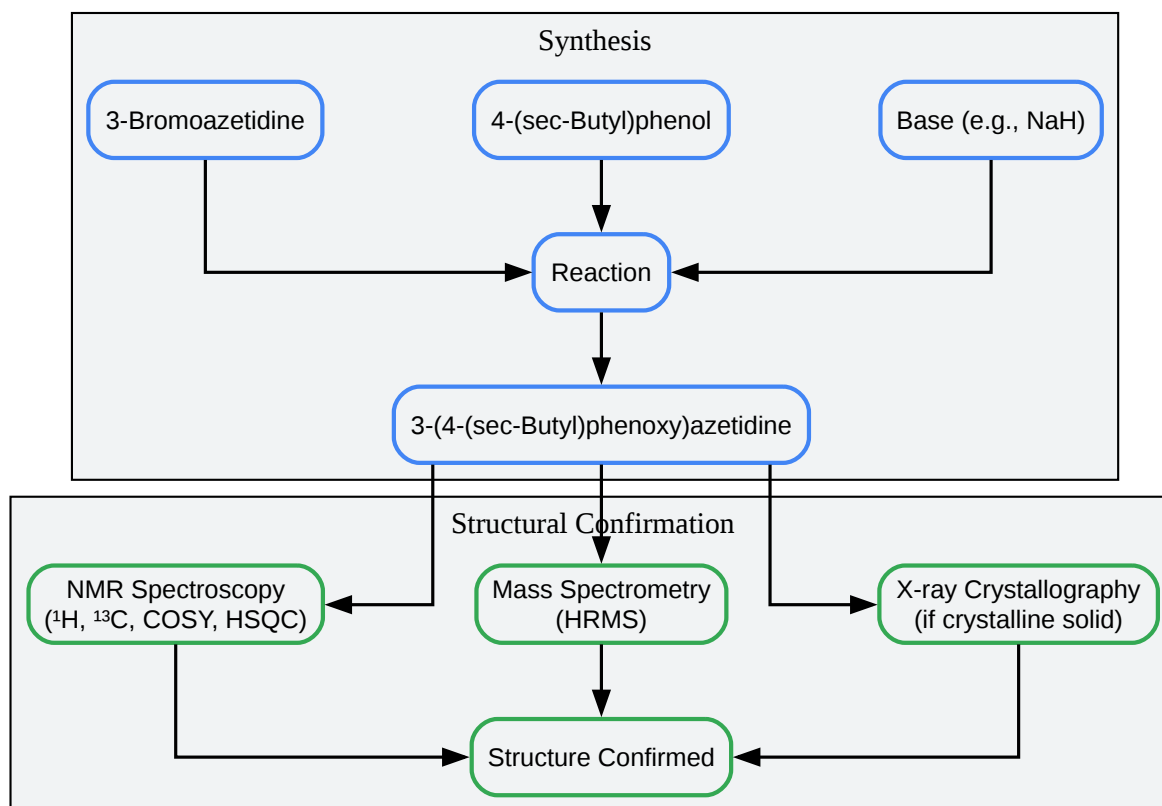 Synthesis
3-Bromoazetidine
4-(sec-Butyl)phenol
Base (e.g., NaH)
Reaction
3-(4-(sec-Butyl)phenoxy)azetidine
Structural Confirmation
NMR Spectroscopy
(¹H, ¹³C, COSY, HSQC)
Mass Spectrometry
(HRMS)
X-ray Crystallography
(if crystalline solid)
Structure Confirmed